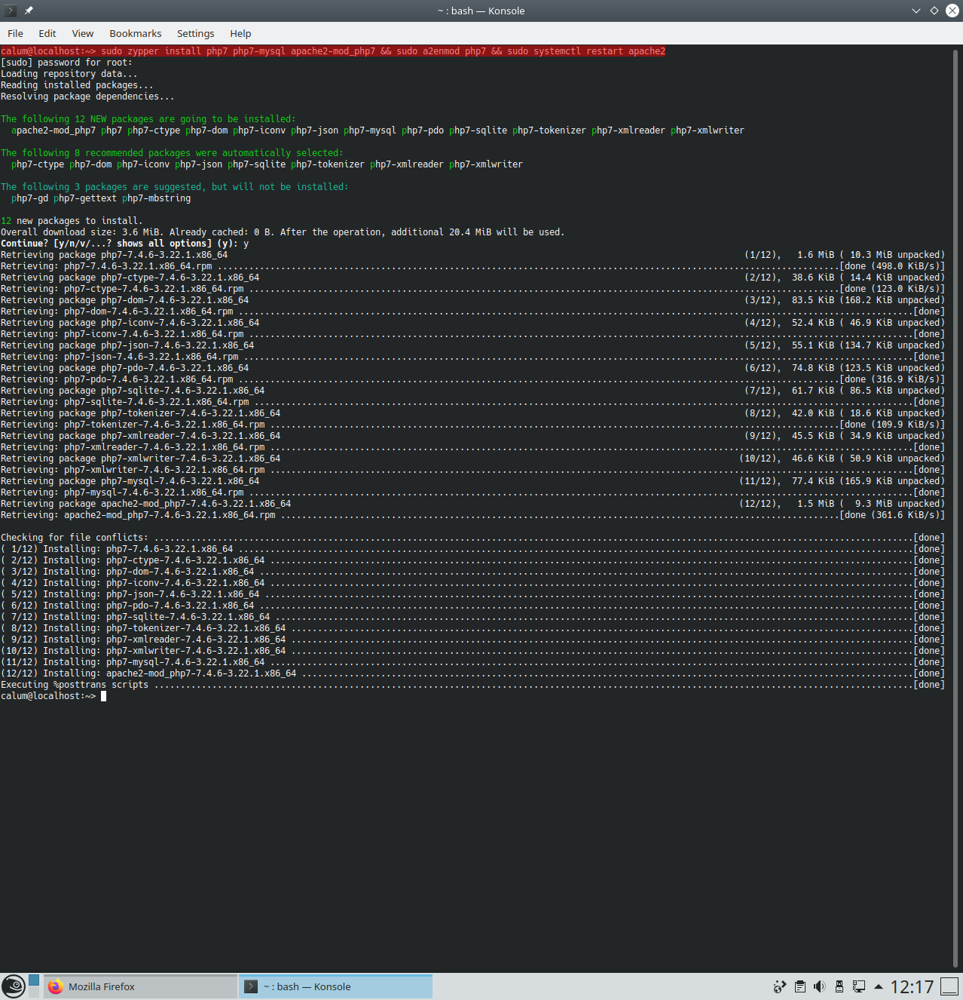 ~ : bash — Konsole
File Edit View Bookmarks Settings Help
calum@localhost:~> sudo zypper install php7 php7-mysql apache2-mod_php7 && sudo a2enmod php7 && sudo systemctl restart apache2
[sudo] password for root:
Loading repository data...
Reading installed packages...
Resolving package dependencies...
The following 12 NEW packages are going to be installed:
apache2-mod_php7 php7 php7-ctype php7-dom php7-iconv php7-json php7-mysql php7-pdo php7-sqlite php7-tokenizer php7-xmlreader php7-xmlwriter
The following 8 recommended packages were automatically selected:
php7-ctype php7-dom php7-iconv php7-json php7-sqlite php7-tokenizer php7-xmlreader php7-xmlwriter
The following 3 packages are suggested, but will not be installed:
php7-gd php7-gettext php7-mbstring
12 new packages to install.
Overall download size: 3.6 MiB. Already cached: 0 B. After the operation, additional 20.4 MiB will be used.
Continue? [y/n/v/...? shows all options] (y): y
Retrieving package php7-7.4.6-3.22.1.x86_64 (1/12), 1.6 MiB ( 10.3 MiB unpacked)
Retrieving: php7-7.4.6-3.22.1.x86_64.rpm ...[done (498.0 KiB/s)]
Retrieving package php7-ctype-7.4.6-3.22.1.x86_64 (2/12), 38.6 KiB ( 14.4 KiB unpacked)
Retrieving: php7-ctype-7.4.6-3.22.1.x86_64.rpm ...[done (123.0 KiB/s)]
Retrieving package php7-dom-7.4.6-3.22.1.x86_64 (3/12), 83.5 KiB (168.2 KiB unpacked)
Retrieving: php7-dom-7.4.6-3.22.1.x86_64.rpm ...[done]
Retrieving package php7-iconv-7.4.6-3.22.1.x86_64 (4/12), 52.4 KiB ( 46.9 KiB unpacked)
Retrieving: php7-iconv-7.4.6-3.22.1.x86_64.rpm ...[done]
Retrieving package php7-json-7.4.6-3.22.1.x86_64 (5/12), 55.1 KiB (134.7 KiB unpacked)
Retrieving: php7-json-7.4.6-3.22.1.x86_64.rpm ...[done]
Retrieving package php7-pdo-7.4.6-3.22.1.x86_64 (6/12), 74.8 KiB (123.5 KiB unpacked)
Retrieving: php7-pdo-7.4.6-3.22.1.x86_64.rpm ...[done (316.9 KiB/s)]
Retrieving package php7-sqlite-7.4.6-3.22.1.x86_64 (7/12), 61.7 KiB ( 86.5 KiB unpacked)
Retrieving: php7-sqlite-7.4.6-3.22.1.x86_64.rpm ...[done]
Retrieving package php7-tokenizer-7.4.6-3.22.1.x86_64 (8/12), 42.0 KiB ( 18.6 KiB unpacked)
Retrieving: php7-tokenizer-7.4.6-3.22.1.x86_64.rpm ...[done (109.9 KiB/s)]
Retrieving package php7-xmlreader-7.4.6-3.22.1.x86_64 (9/12), 45.5 KiB ( 34.9 KiB unpacked)
Retrieving: php7-xmlreader-7.4.6-3.22.1.x86_64.rpm ...[done]
Retrieving package php7-xmlwriter-7.4.6-3.22.1.x86_64 (10/12), 46.6 KiB ( 50.9 KiB unpacked)
Retrieving: php7-xmlwriter-7.4.6-3.22.1.x86_64.rpm ...[done]
Retrieving package php7-mysql-7.4.6-3.22.1.x86_64 (11/12), 77.4 KiB (165.9 KiB unpacked)
Retrieving: php7-mysql-7.4.6-3.22.1.x86_64.rpm ...[done]
Retrieving package apache2-mod_php7-7.4.6-3.22.1.x86_64 (12/12), 1.5 MiB ( 9.3 MiB unpacked)
Retrieving: apache2-mod_php7-7.4.6-3.22.1.x86_64.rpm ...[done (361.6 KiB/s)]
Checking for file conflicts: ...[done]
( 1/12) Installing: php7-7.4.6-3.22.1.x86_64 ...[done]
( 2/12) Installing: php7-ctype-7.4.6-3.22.1.x86_64 ...[done]
( 3/12) Installing: php7-dom-7.4.6-3.22.1.x86_64 ...[done]
( 4/12) Installing: php7-iconv-7.4.6-3.22.1.x86_64 ...[done]
( 5/12) Installing: php7-json-7.4.6-3.22.1.x86_64 ...[done]
( 6/12) Installing: php7-pdo-7.4.6-3.22.1.x86_64 ...[done]
( 7/12) Installing: php7-sqlite-7.4.6-3.22.1.x86_64 ...[done]
( 8/12) Installing: php7-tokenizer-7.4.6-3.22.1.x86_64 ...[done]
( 9/12) Installing: php7-xmlreader-7.4.6-3.22.1.x86_64 ...[done]
(10/12) Installing: php7-xmlwriter-7.4.6-3.22.1.x86_64 ...[done]
(11/12) Installing: php7-mysql-7.4.6-3.22.1.x86_64 ...[done]
(12/12) Installing: apache2-mod_php7-7.4.6-3.22.1.x86_64 ...[done]
Executing %posttrans scripts ...[done]
calum@localhost:~>
Mozilla Firefox ~ : bash — Konsole 12:17